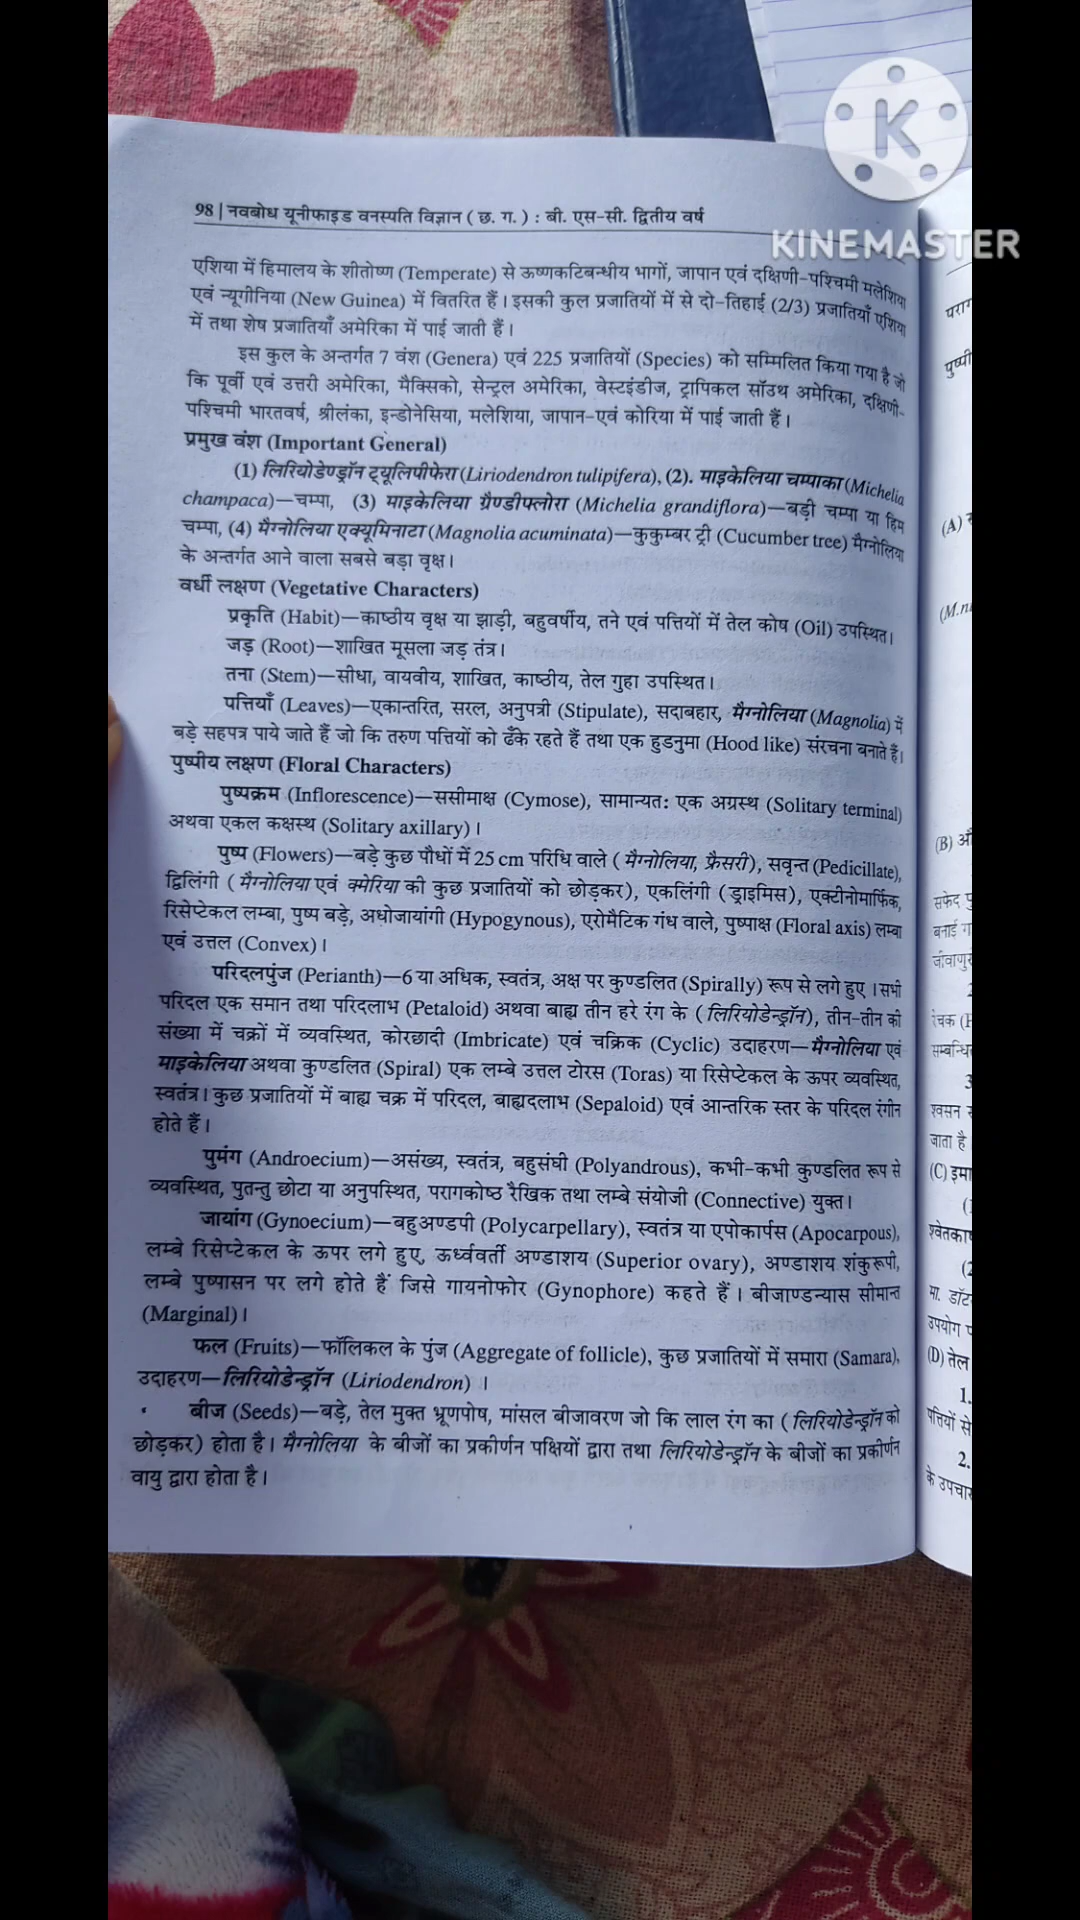 KINEMASTER
98 | नवबोध यूनीफाइड वनस्पति विज्ञान ( छ. ग. ) : बी. एस-सी. द्वितीय वर्ष
एशिया में हिमालय के शीतोष्ण (Temperate) से ऊष्णकटिबन्धीय भागों, जापान एवं दक्षिणी-पश्चिमी मलेशिया
एवं न्यूगीनिया (New Guinea) में वितरित हैं। इसकी कुल प्रजातियों में से दो-तिहाई (2/3) प्रजातियाँ एशिया
में तथा शेष प्रजातियाँ अमेरिका में पाई जाती हैं।
इस कुल के अन्तर्गत 7 वंश (Genera) एवं 225 प्रजातियों (Species) को सम्मिलित किया गया है जो
कि पूर्वी एवं उत्तरी अमेरिका, मैक्सिको, सेन्ट्रल अमेरिका, वेस्टइंडीज, ट्रापिकल सॉउथ अमेरिका, दक्षिणी-
पश्चिमी भारतवर्ष, श्रीलंका, इन्डोनेसिया, मलेशिया, जापान-एवं कोरिया में पाई जाती हैं।
प्रमुख वंश (Important General)
(1) लिरियोडेण्ड्रॉन ट्यूलिपीफेरा (Liriodendron tulipifera), (2). माइकेलिया चम्पाका (Michelia
champaca)—चम्पा, (3) माइकेलिया ग्रैण्डीफ्लोरा (Michelia grandiflora)—बड़ी चम्पा या हिम
चम्पा, (4) मैग्नोलिया एक्यूमिनाटा (Magnolia acuminata)—कुकुम्बर ट्री (Cucumber tree) मैग्नोलिया
के अन्तर्गत आने वाला सबसे बड़ा वृक्ष।
वर्धी लक्षण (Vegetative Characters)
प्रकृति (Habit)—काष्ठीय वृक्ष या झाड़ी, बहुवर्षीय, तने एवं पत्तियों में तेल कोष (Oil) उपस्थित।
जड़ (Root)—शाखित मूसला जड़ तंत्र।
तना (Stem)—सीधा, वायवीय, शाखित, काष्ठीय, तेल गुहा उपस्थित।
पत्तियाँ (Leaves)—एकान्तरित, सरल, अनुपत्री (Stipulate), सदाबहार, मैग्नोलिया (Magnolia) में
बड़े सहपत्र पाये जाते हैं जो कि तरुण पत्तियों को ढँके रहते हैं तथा एक हुडनुमा (Hood like) संरचना बनाते हैं।
पुष्पीय लक्षण (Floral Characters)
पुष्पक्रम (Inflorescence)—ससीमाक्ष (Cymose), सामान्यतः एक अग्रस्थ (Solitary terminal)
अथवा एकल कक्षस्थ (Solitary axillary)।
पुष्प (Flowers)—बड़े कुछ पौधों में 25 cm परिधि वाले ( मैग्नोलिया, फ्रैसरी), सवृन्त (Pedicillate),
द्विलिंगी ( मैग्नोलिया एवं क्मेरिया की कुछ प्रजातियों को छोड़कर), एकलिंगी (ड्राइमिस), एक्टीनोमार्फिक,
रिसेप्टेकल लम्बा, पुष्प बड़े, अधोजायांगी (Hypogynous), एरोमैटिक गंध वाले, पुष्पाक्ष (Floral axis) लम्बा
एवं उत्तल (Convex)।
परिदलपुंज (Perianth)—6 या अधिक, स्वतंत्र, अक्ष पर कुण्डलित (Spirally) रूप से लगे हुए। सभी
परिदल एक समान तथा परिदलाभ (Petaloid) अथवा बाह्य तीन हरे रंग के ( लिरियोडेन्ड्रॉन), तीन-तीन की
संख्या में चक्रों में व्यवस्थित, कोरछादी (Imbricate) एवं चक्रिक (Cyclic) उदाहरण—मैग्नोलिया एवं
माइकेलिया अथवा कुण्डलित (Spiral) एक लम्बे उत्तल टोरस (Toras) या रिसेप्टेकल के ऊपर व्यवस्थित,
स्वतंत्र। कुछ प्रजातियों में बाह्य चक्र में परिदल, बाह्यदलाभ (Sepaloid) एवं आन्तरिक स्तर के परिदल रंगीन
होते हैं।
पुमंग (Androecium)—असंख्य, स्वतंत्र, बहुसंघी (Polyandrous), कभी-कभी कुण्डलित रूप से
व्यवस्थित, पुतन्तु छोटा या अनुपस्थित, परागकोष्ठ रैखिक तथा लम्बे संयोजी (Connective) युक्त।
जायांग (Gynoecium)—बहुअण्डपी (Polycarpellary), स्वतंत्र या एपोकार्पस (Apocarpous),
लम्बे रिसेप्टेकल के ऊपर लगे हुए, ऊर्ध्ववर्ती अण्डाशय (Superior ovary), अण्डाशय शंकुरूपी,
लम्बे पुष्पासन पर लगे होते हैं जिसे गायनोफोर (Gynophore) कहते हैं। बीजाण्डन्यास सीमान्त
(Marginal)।
फल (Fruits)—फॉलिकल के पुंज (Aggregate of follicle), कुछ प्रजातियों में समारा (Samara),
उदाहरण—लिरियोडेन्ड्रॉन (Liriodendron) ।
बीज (Seeds)—बड़े, तेल मुक्त भ्रूणपोष, मांसल बीजावरण जो कि लाल रंग का ( लिरियोडेन्ड्रॉन को
छोड़कर) होता है। मैग्नोलिया के बीजों का प्रकीर्णन पक्षियों द्वारा तथा लिरियोडेन्ड्रॉन के बीजों का प्रकीर्णन
वायु द्वारा होता है।
(A)
(B)
बनाई
जाता है
(C)
उपयोग
(D) तेल
1.
पत्तियों से
2.